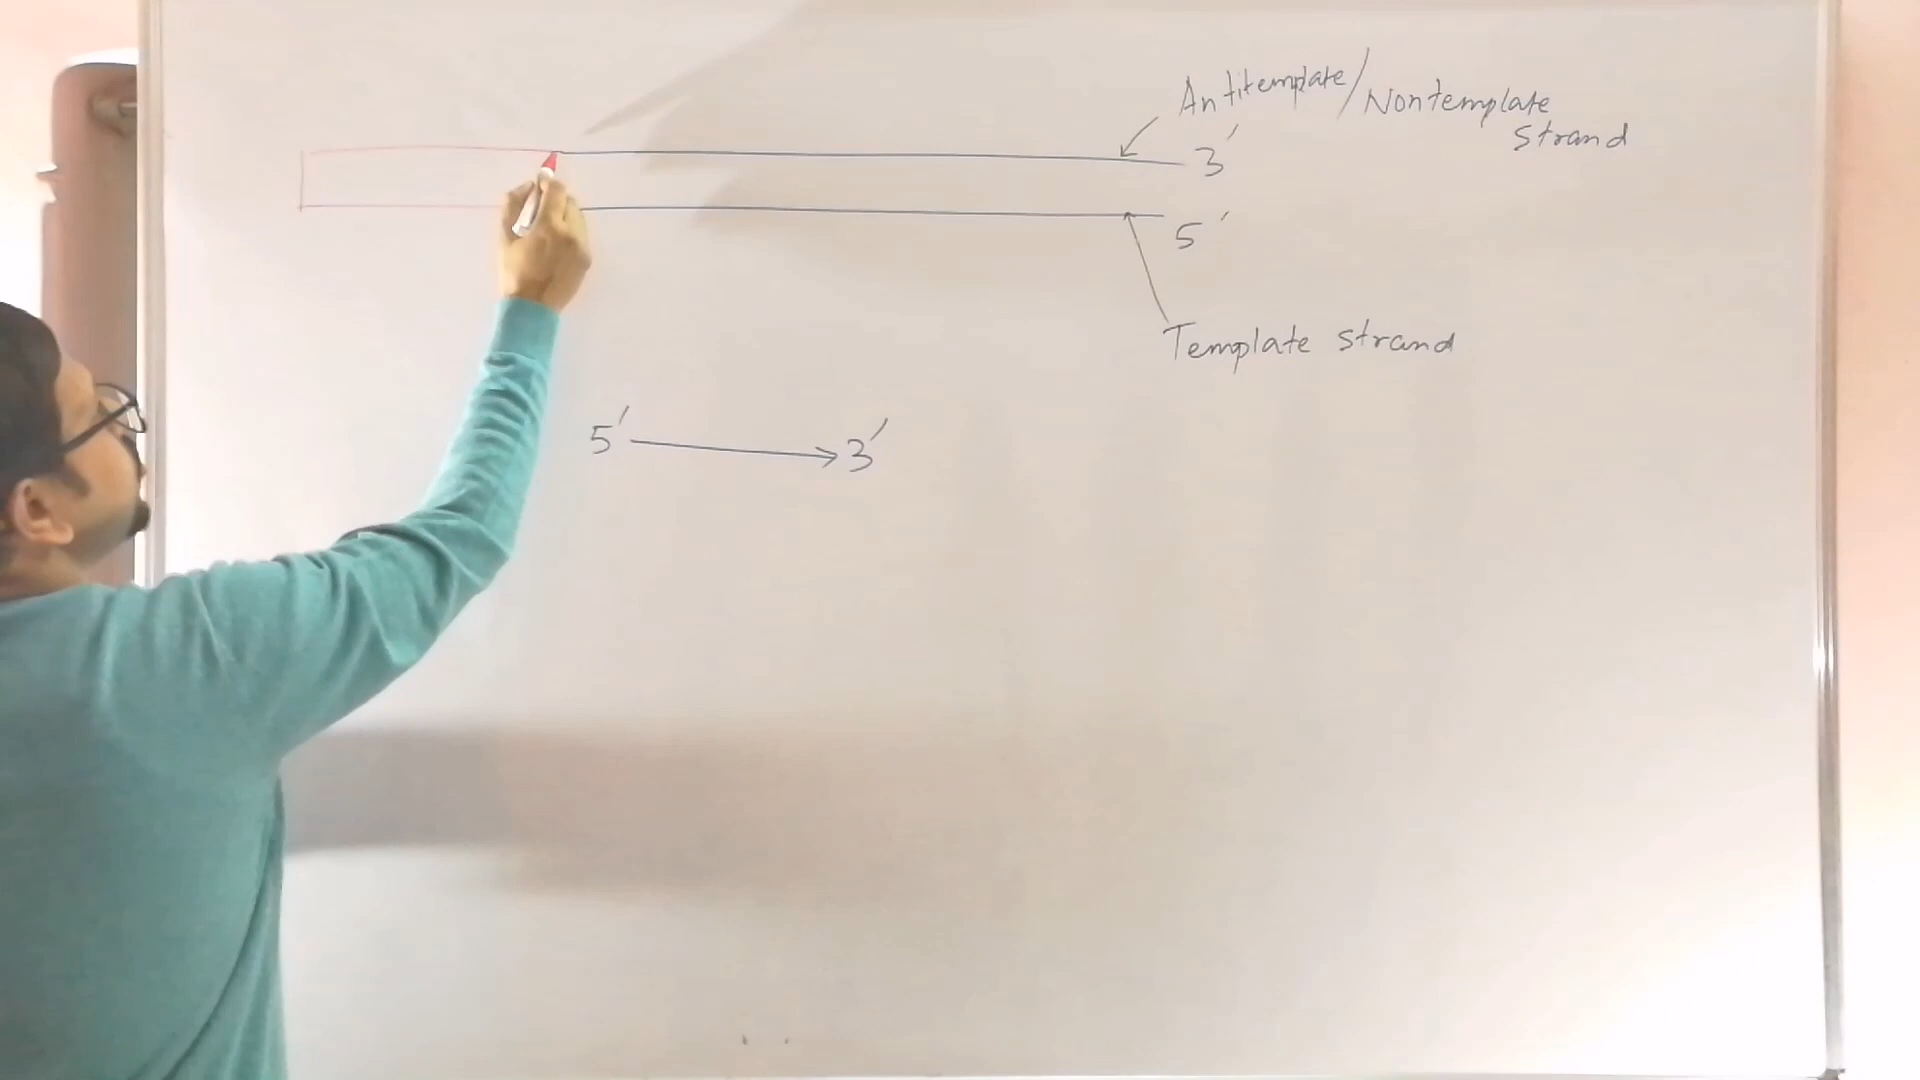 Antitemplate/Nontemplate
strand
3′
5′
Template strand
5′ → 3′